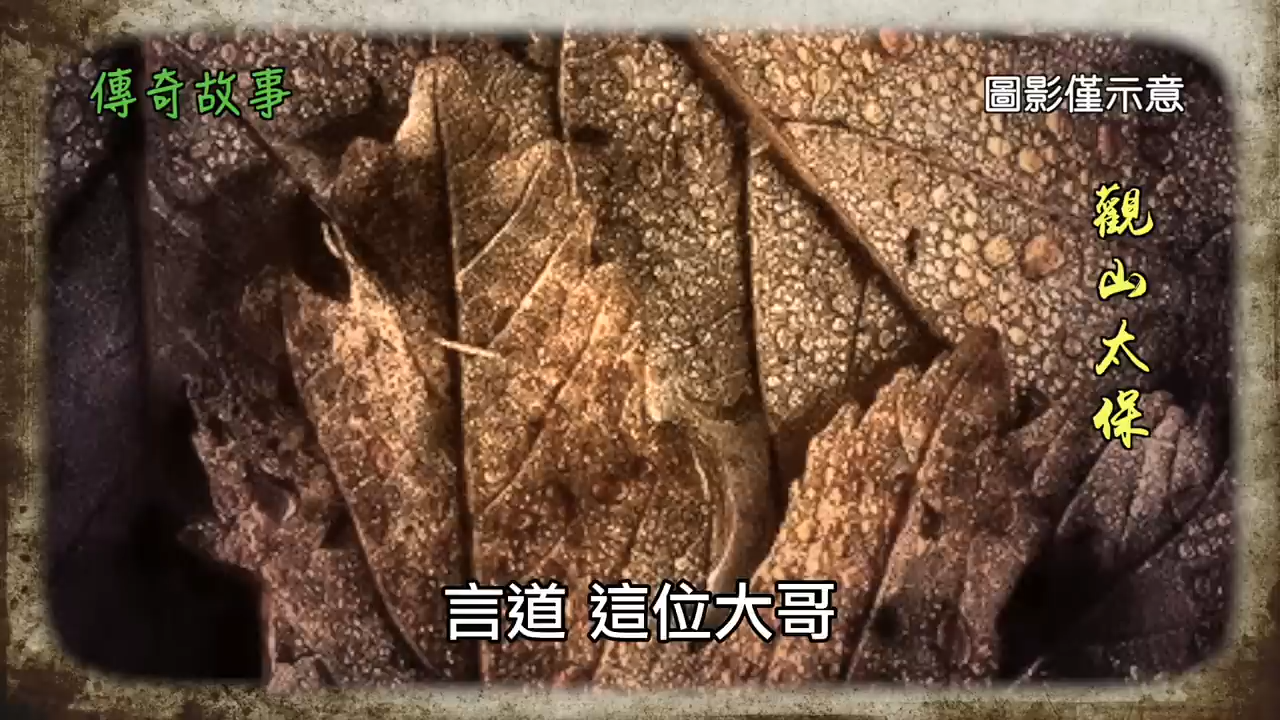 傳奇故事
圖影僅示意
觀山太保
言道 這位大哥